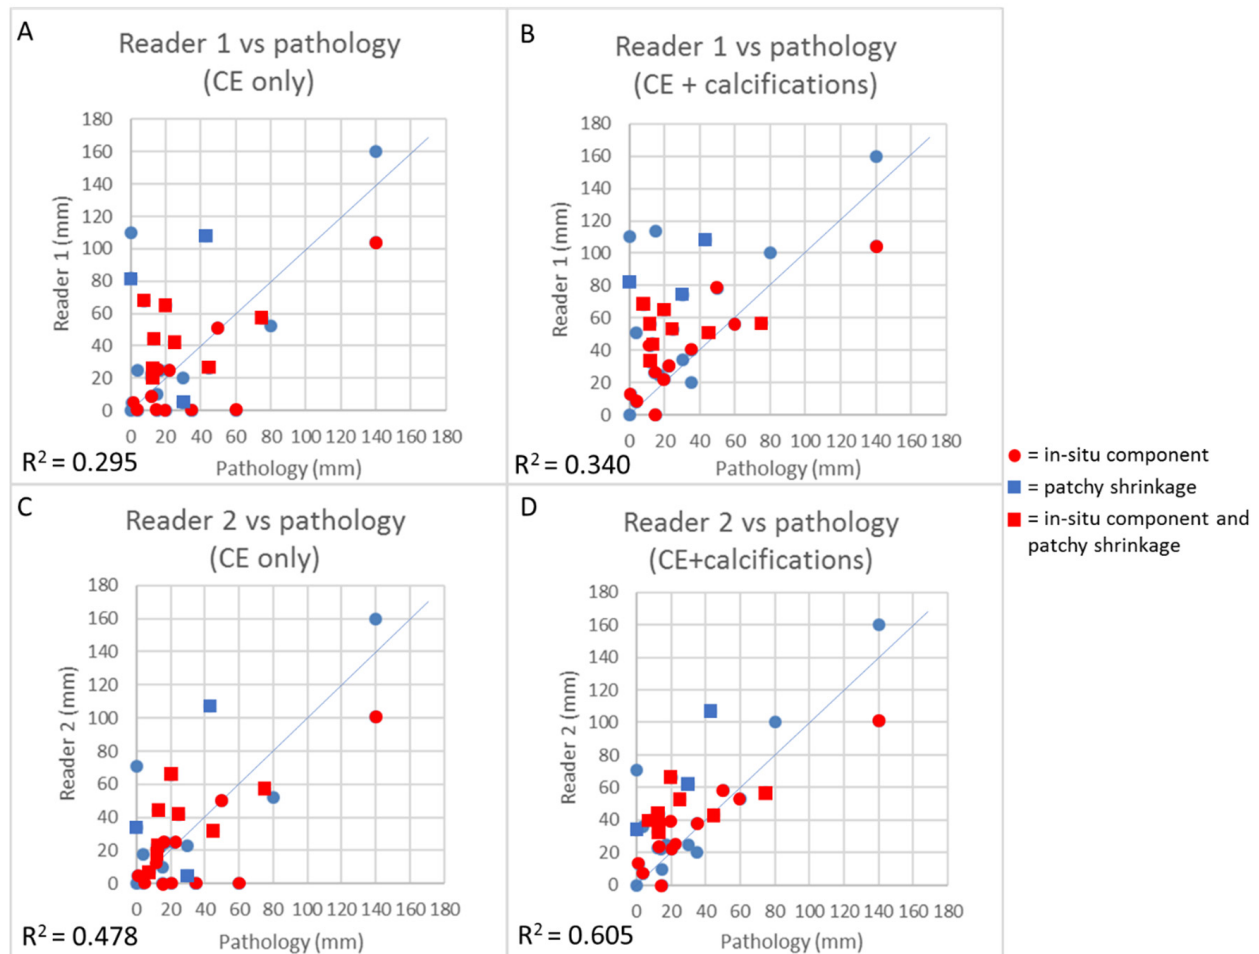 A
Reader 1 vs pathology
(CE only)
180
160
140
120
100
80
60
40
20
0
Reader 1 (mm)
0 20 40 60 80 100 120 140 160 180
R² = 0.295
Pathology (mm)
B
Reader 1 vs pathology
(CE + calcifications)
180
160
140
120
100
80
60
40
20
0
Reader 1 (mm)
0 20 40 60 80 100 120 140 160 180
R² = 0.340
Pathology (mm)
= in-situ component
= patchy shrinkage
= in-situ component and
patchy shrinkage
C
Reader 2 vs pathology
(CE only)
180
160
140
120
100
80
60
40
20
0
Reader 2 (mm)
0 20 40 60 80 100 120 140 160 180
R² = 0.478
Pathology (mm)
D
Reader 2 vs pathology
(CE+calcifications)
180
160
140
120
100
80
60
40
20
0
Reader 2 (mm)
0 20 40 60 80 100 120 140 160 180
R² = 0.605
Pathology (mm)